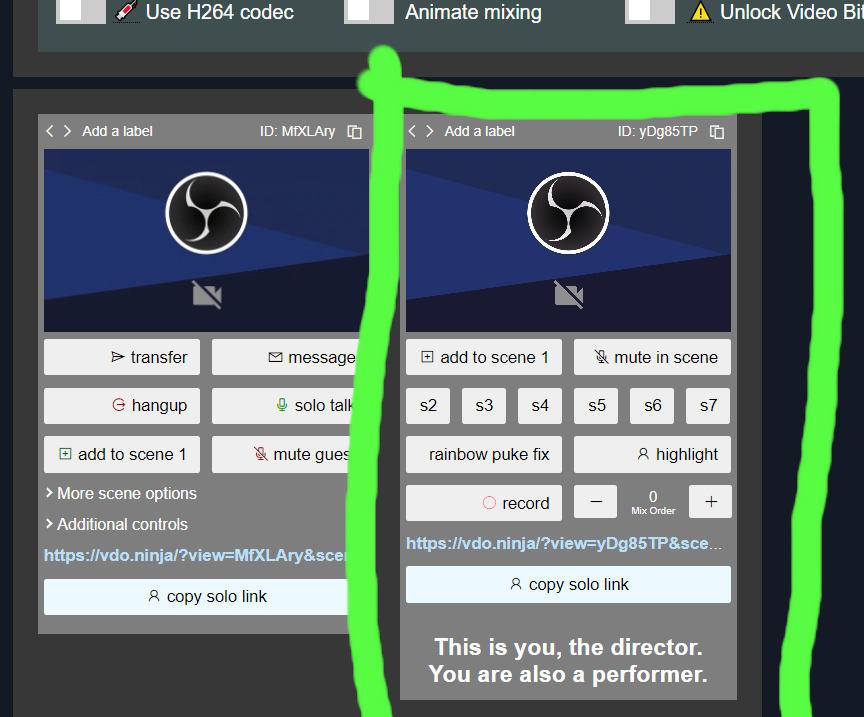 Use H264 codec
Animate mixing
Unlock Video Bit
Add a label
ID: MfXLAry
transfer
message
hangup
solo talk
add to scene 1
mute gues
More scene options
Additional controls
https://vdo.ninja/?view=MfXLAry&sce
copy solo link
Add a label
ID: yDg85TP
add to scene 1
mute in scene
s2
s3
s4
s5
s6
s7
rainbow puke fix
highlight
record
−
0
+
Mix Order
https://vdo.ninja/?view=yDg85TP&sce...
copy solo link
This is you, the director.
You are also a performer.